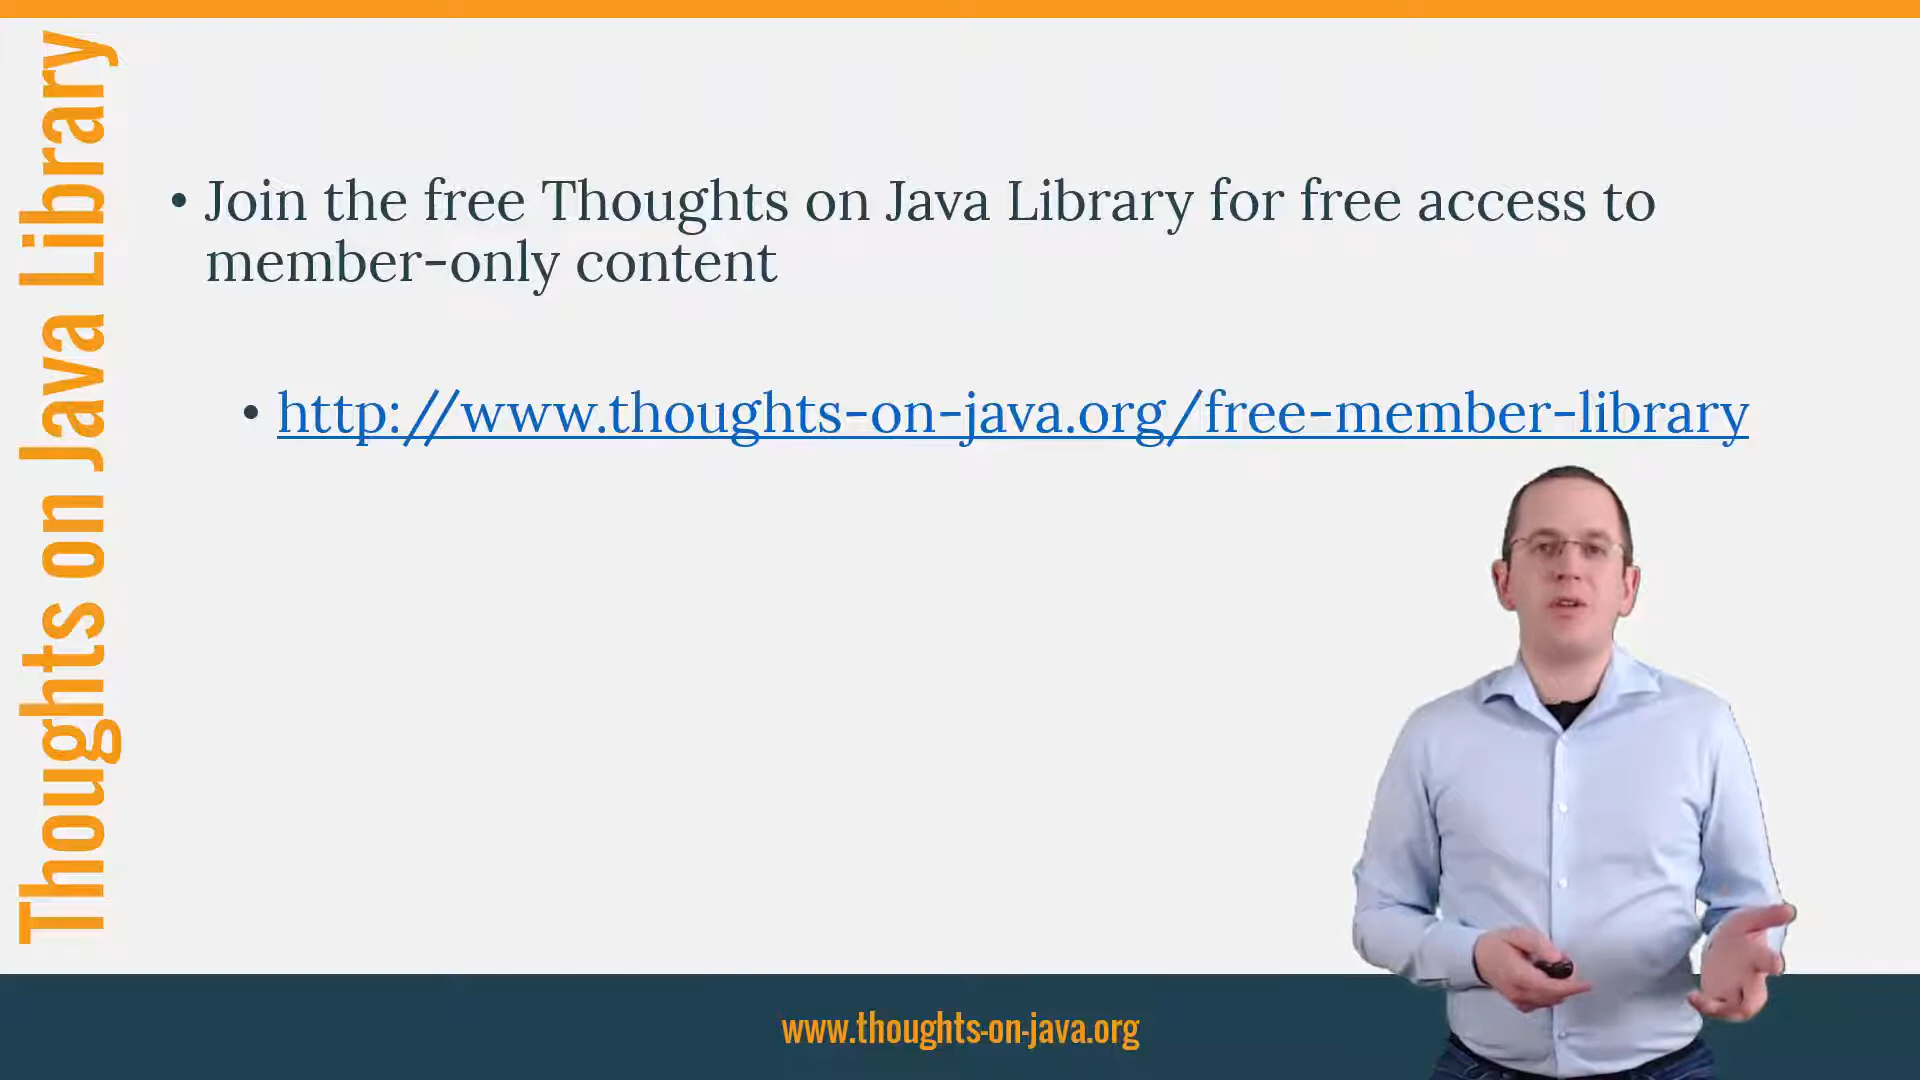 Thoughts on Java Library
• Join the free Thoughts on Java Library for free access to
member-only content
• http://www.thoughts-on-java.org/free-member-library
www.thoughts-on-java.org